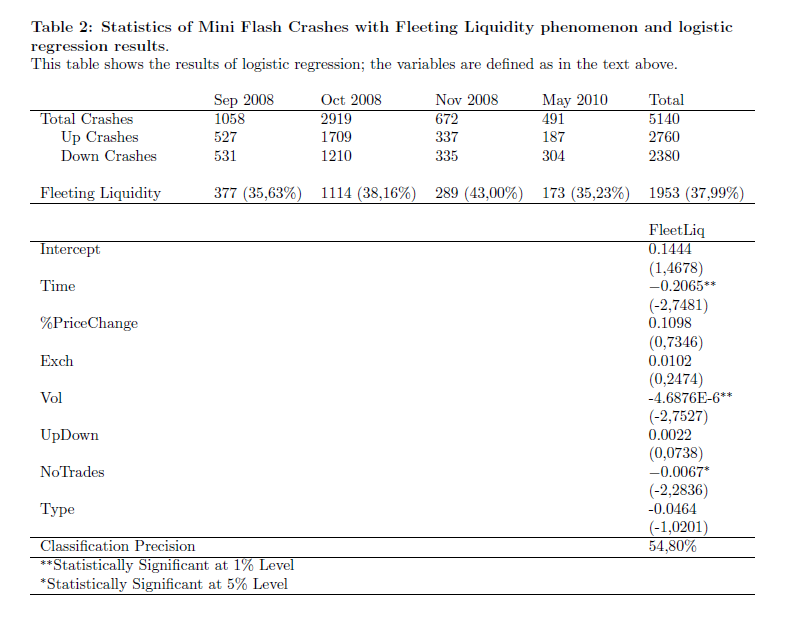 Table 2: Statistics of Mini Flash Crashes with Fleeting Liquidity phenomenon and logistic
regression results.
This table shows the results of logistic regression; the variables are defined as in the text above.
Sep 2008 Oct 2008 Nov 2008 May 2010 Total
Total Crashes 1058 2919 672 491 5140
Up Crashes 527 1709 337 187 2760
Down Crashes 531 1210 335 304 2380
Fleeting Liquidity 377 (35,63%) 1114 (38,16%) 289 (43,00%) 173 (35,23%) 1953 (37,99%)
FleetLiq
Intercept 0.1444
(1,4678)
Time −0.2065**
(-2,7481)
%PriceChange 0.1098
(0,7346)
Exch 0.0102
(0,2474)
Vol -4.6876E-6**
(-2,7527)
UpDown 0.0022
(0,0738)
NoTrades −0.0067*
(-2,2836)
Type -0.0464
(-1,0201)
Classification Precision 54,80%
**Statistically Significant at 1% Level
*Statistically Significant at 5% Level